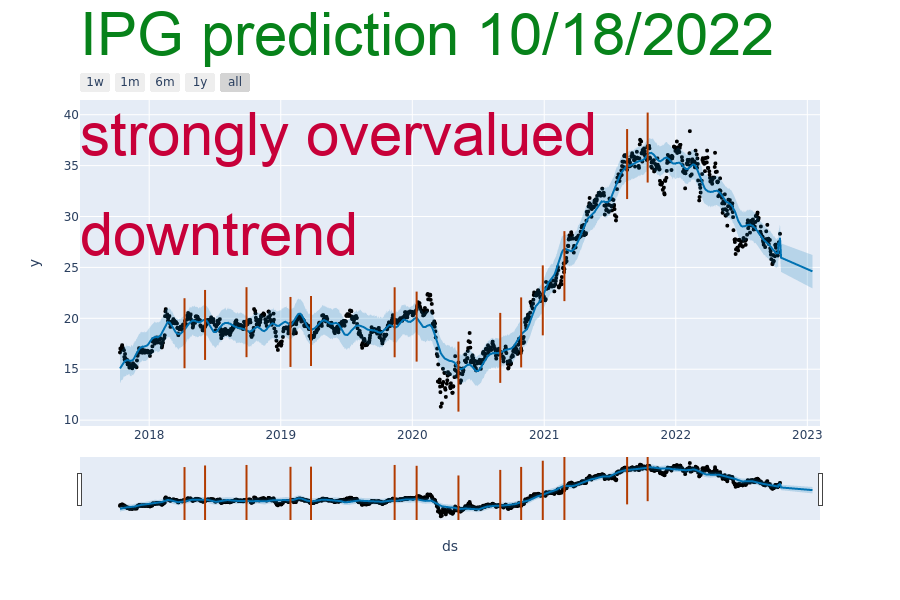 IPG prediction 10/18/2022
1w 1m 6m 1y all
strongly overvalued
downtrend
40
35
30
25
20
15
10
y
2018 2019 2020 2021 2022 2023
ds